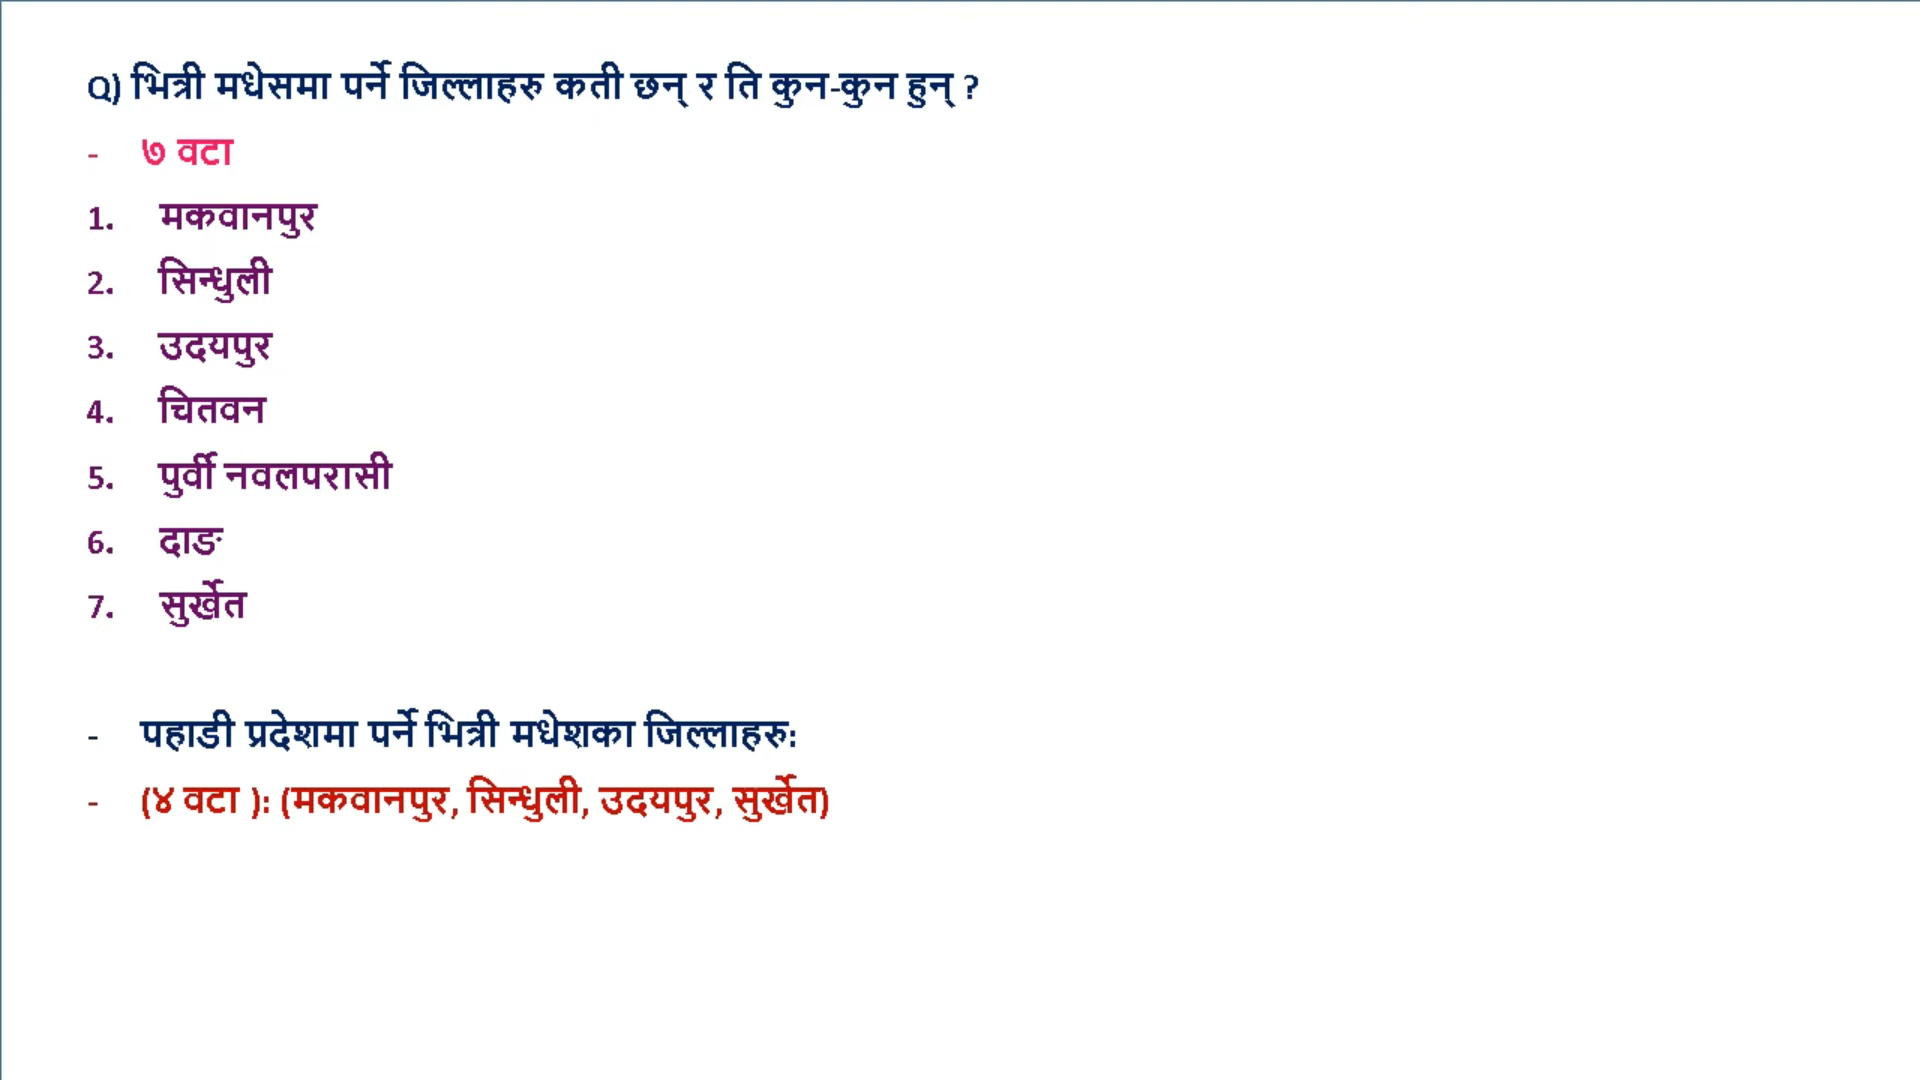 Q) भित्री मधेसमा पर्ने जिल्लाहरु कती छन् र ति कुन-कुन हुन् ?
- ७ वटा
1. मकवानपुर
2. सिन्धुली
3. उदयपुर
4. चितवन
5. पुर्वी नवलपरासी
6. दाङ
7. सुर्खेत
- पहाडी प्रदेशमा पर्ने भित्री मधेशका जिल्लाहरु:
- (४ वटा ): (मकवानपुर, सिन्धुली, उदयपुर, सुर्खेत)